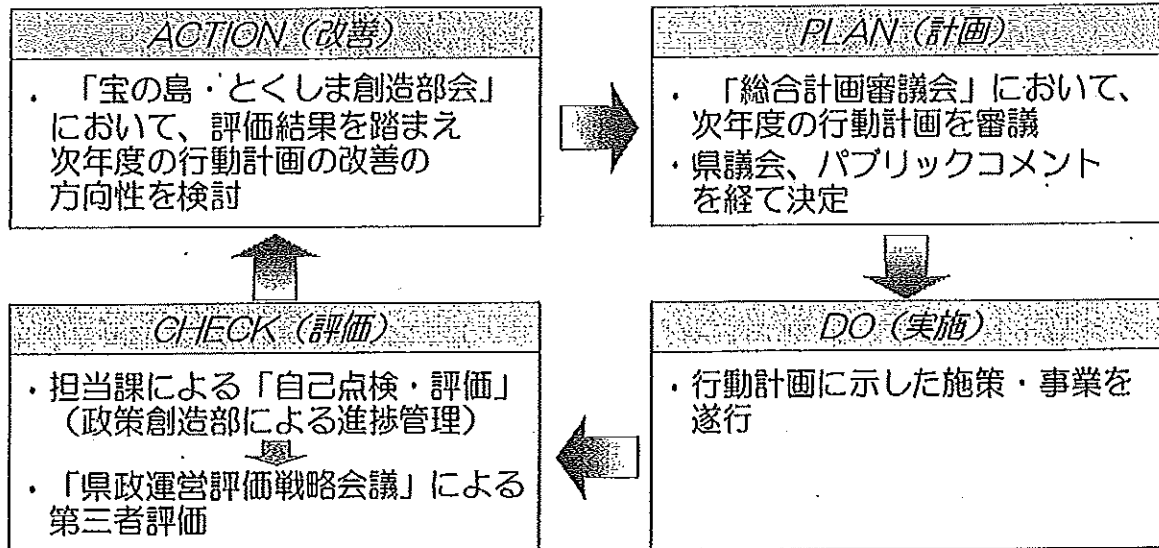 ACTION（改善）
・「宝の島・とくしま創造部会」
において、評価結果を踏まえ
次年度の行動計画の改善の
方向性を検討
PLAN（計画）
・「総合計画審議会」において、
次年度の行動計画を審議
・県議会、パブリックコメント
を経て決定
CHECK（評価）
・担当課による「自己点検・評価」
（政策創造部による進捗管理）
・「県政運営評価戦略会議」による
第三者評価
DO（実施）
・行動計画に示した施策・事業を
遂行